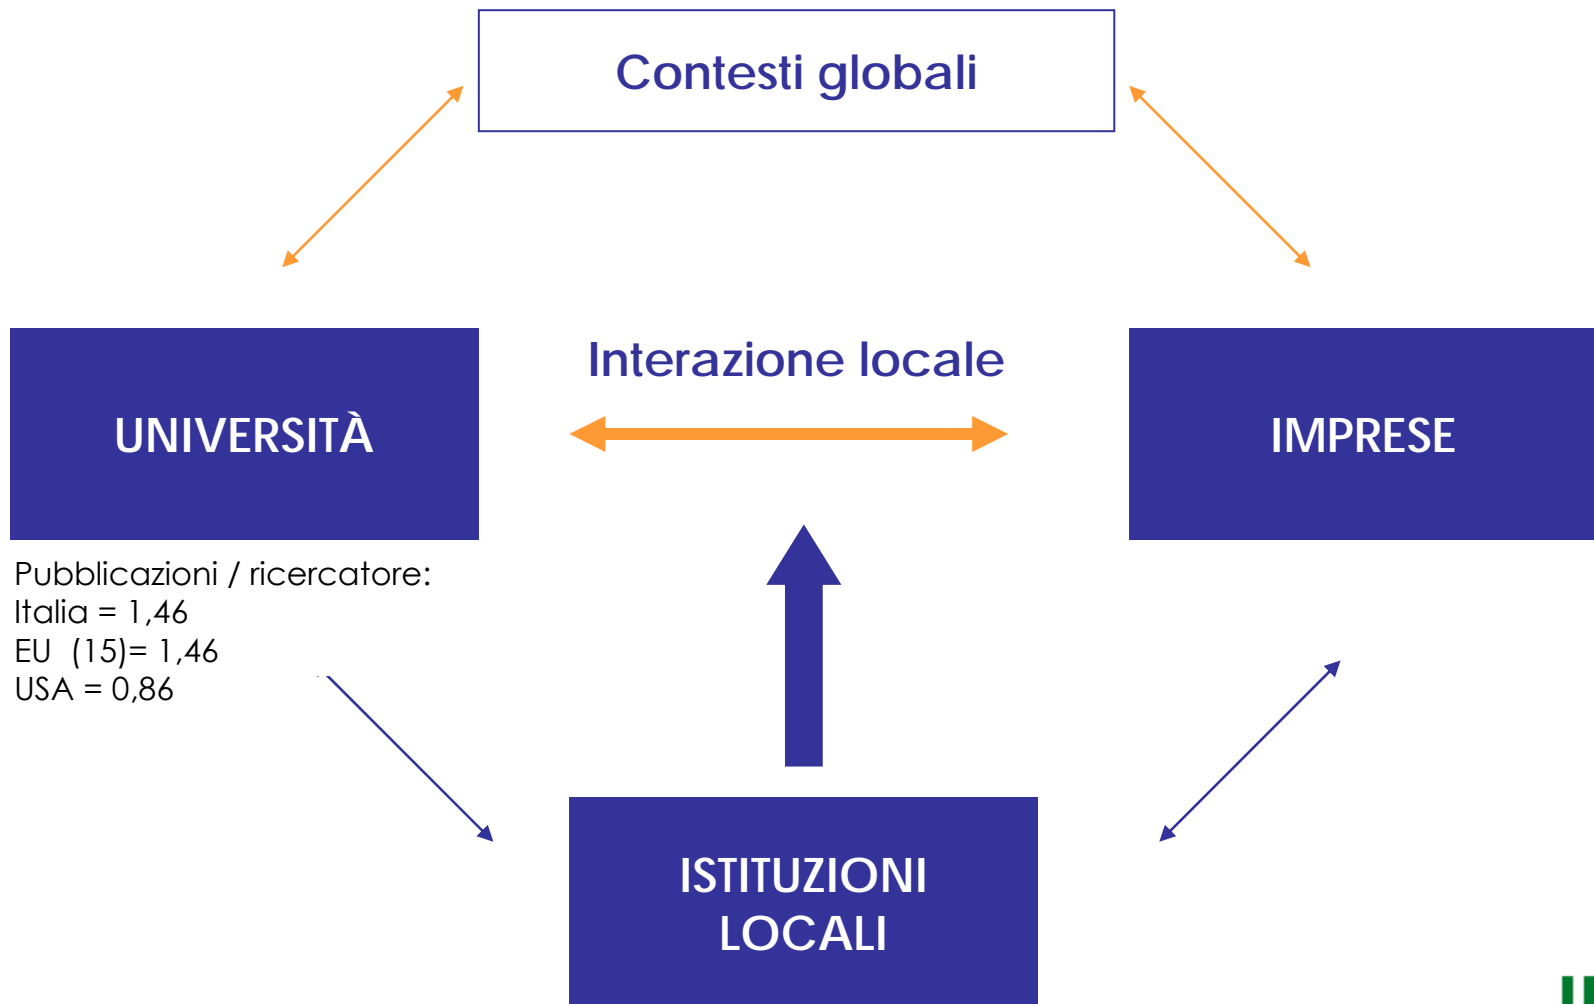 Contesti globali
Interazione locale
UNIVERSITÀ
IMPRESE
Pubblicazioni / ricercatore:
Italia = 1,46
EU  (15)= 1,46
USA = 0,86
ISTITUZIONI
LOCALI